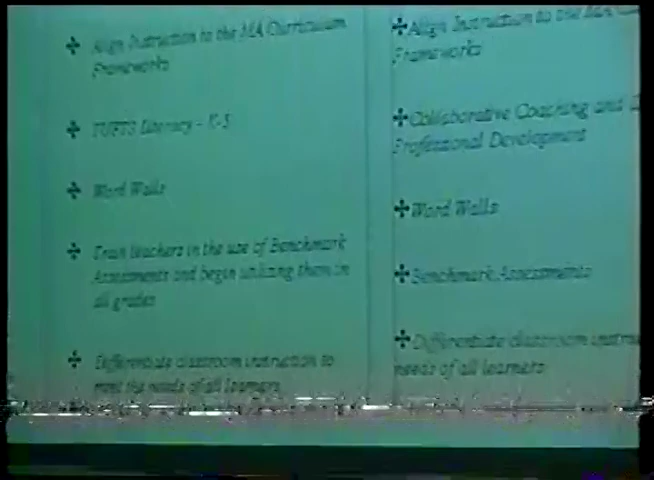 Align Instruction to the MA Curriculum
Frameworks
TUFTS Literacy - K-3
Word Walls
Train teachers in the use of Benchmark
Assessments and begin utilizing them in
all grades
Differentiate classroom instruction to
meet the needs of all learners
Align Instruction to the MA
Frameworks
Collaborative Coaching and
Professional Development
Word Walls
Benchmark Assessments
Differentiate classroom
needs of all learners